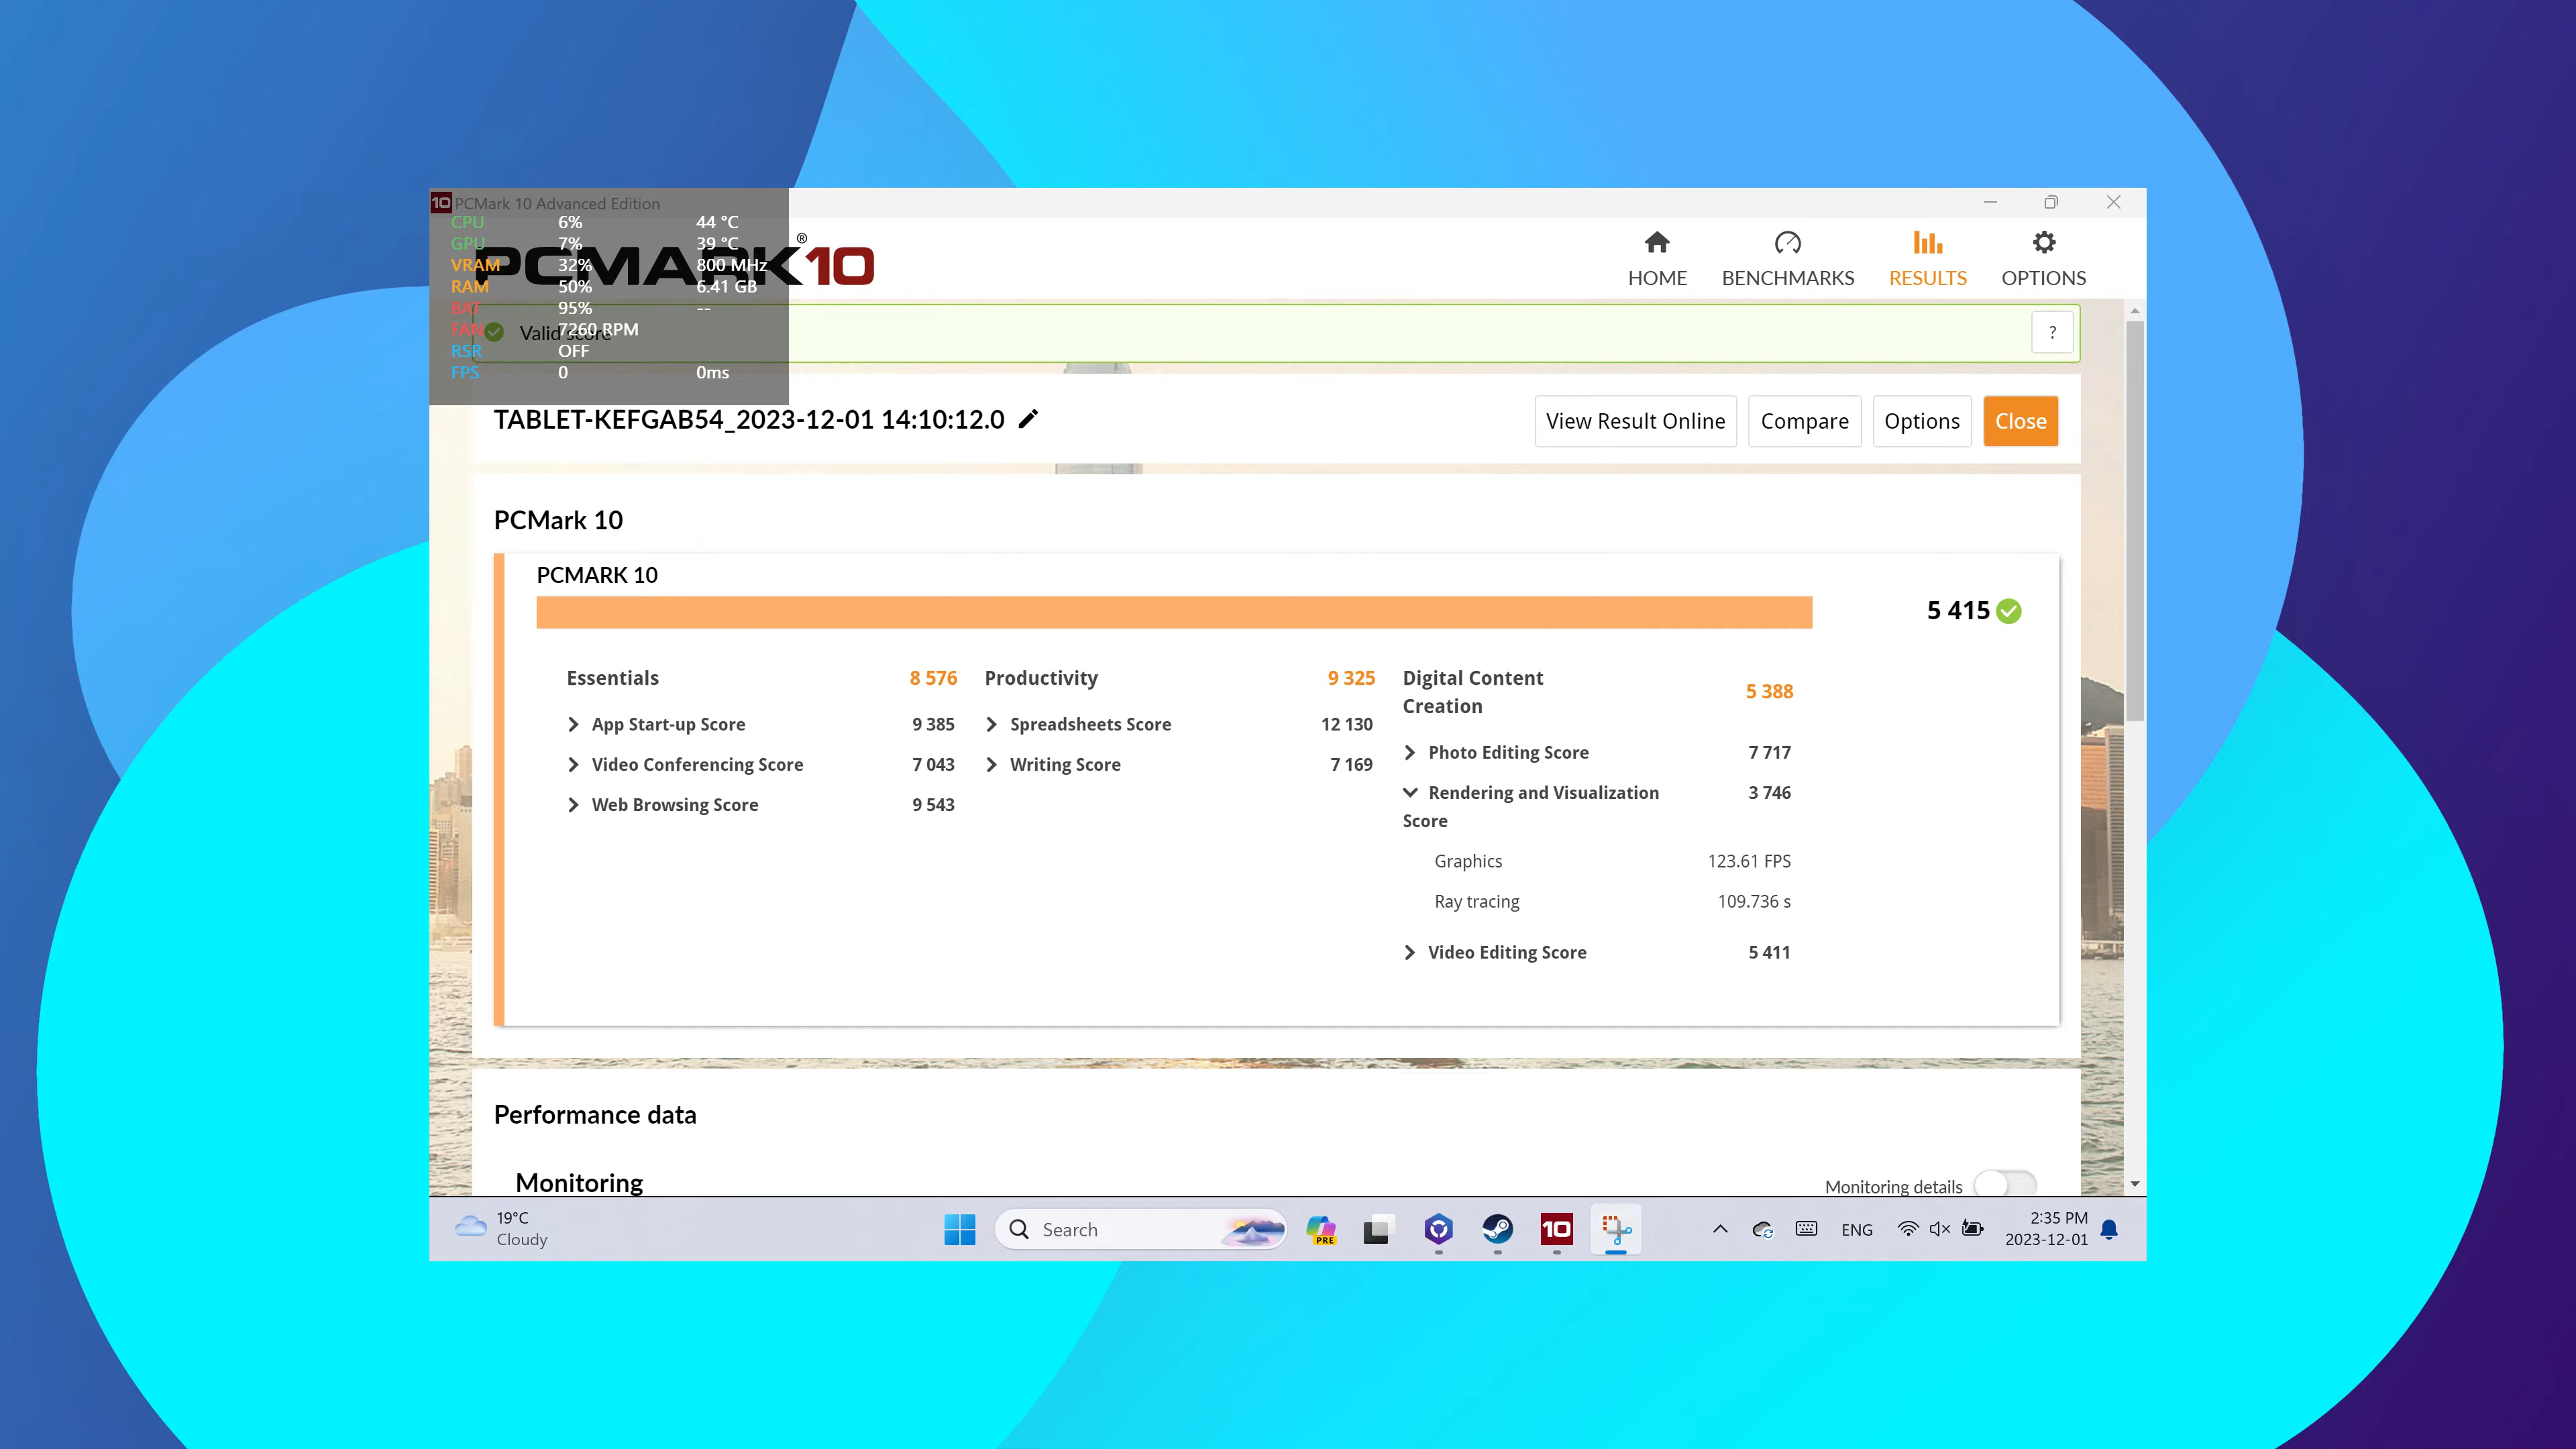 10 PCMark 10 Advanced Edition
CPU 6% 44 °C
GPU 7% 39 °C
VRAM 32% 800 MHz
RAM 50% 6.41 GB
BAT 95% --
FAN 7260 RPM
RSR OFF
FPS 0 0ms
PCMARK®10
HOME BENCHMARKS RESULTS OPTIONS
Valid score
?
TABLET-KEFGAB54_2023-12-01 14:10:12.0
View Result Online Compare Options Close
PCMark 10
PCMARK 10
5 415
Essentials 8 576
App Start-up Score 9 385
Video Conferencing Score 7 043
Web Browsing Score 9 543
Productivity 9 325
Spreadsheets Score 12 130
Writing Score 7 169
Digital Content
Creation
5 388
Photo Editing Score 7 717
Rendering and Visualization 3 746
Score
Graphics 123.61 FPS
Ray tracing 109.736 s
Video Editing Score 5 411
Performance data
Monitoring
Monitoring details
19°C
Cloudy
Search
PRE
10
ENG
2:35 PM
2023-12-01